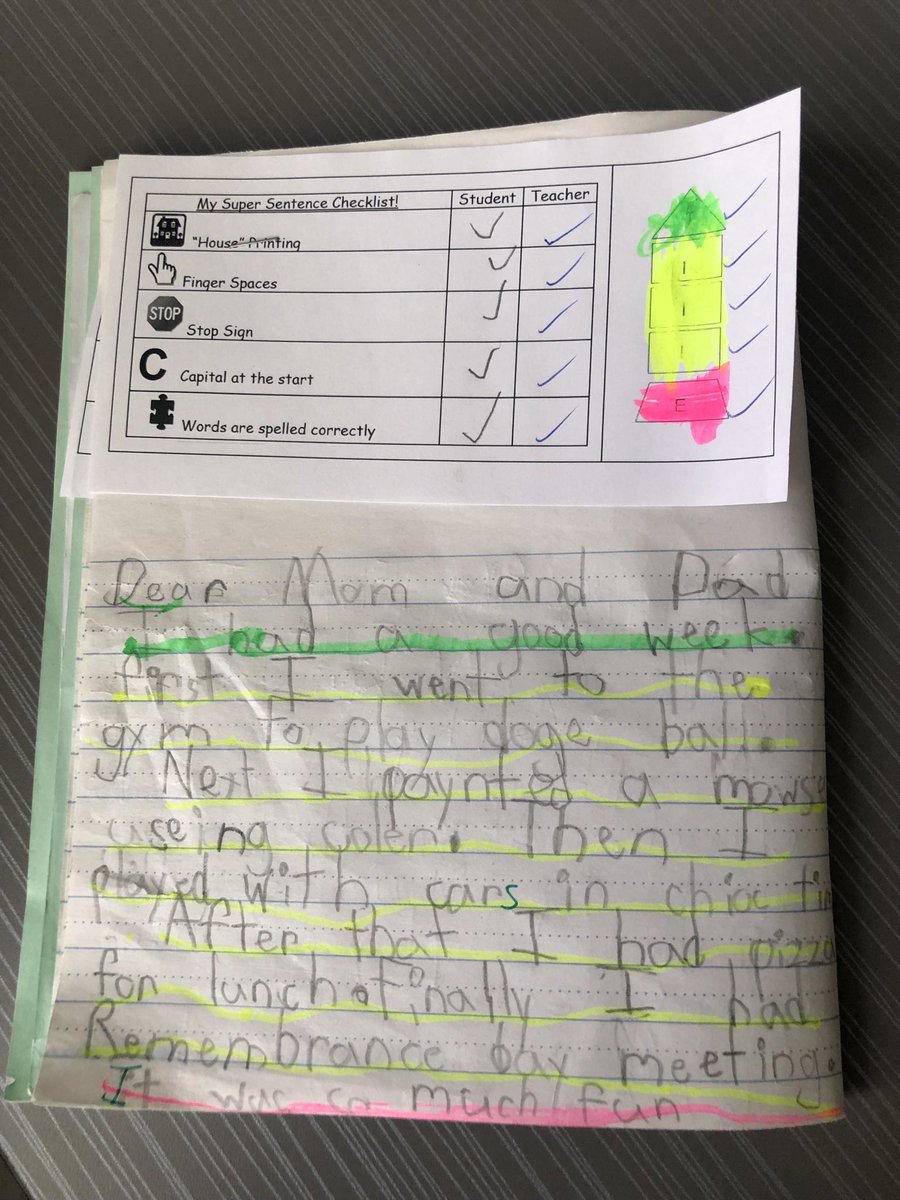 My Super Sentence Checklist! Student Teacher
"House" Printing
Finger Spaces
STOP Stop Sign
C Capital at the start
Words are spelled correctly
I
I
I
E
Dear Mom and Dad
I had a good week.
first I went to the
gym to play doge ball.
Next I paynted a mowse
useing colen. Then I
played with cars in
After that I had pizza
for lunch. finally I had
Remembrance Day meeting.
It was so much fun